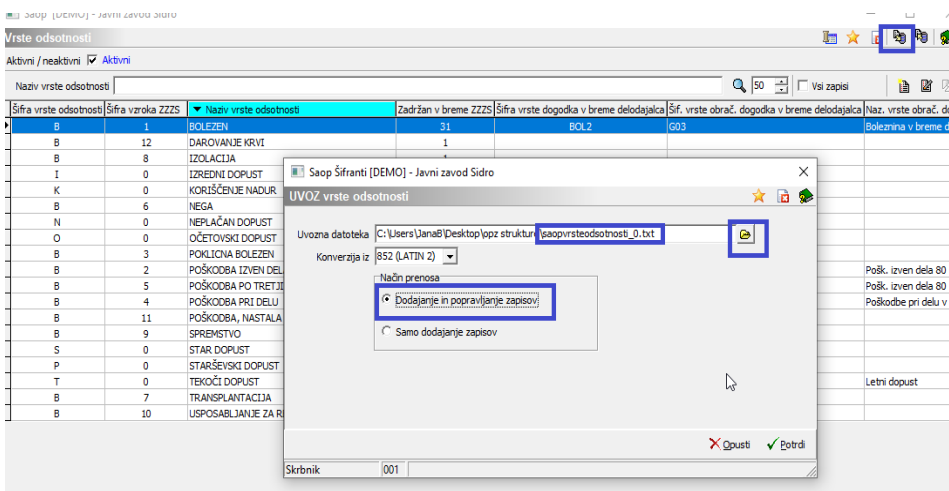 Saop [DEMO] - Javni zavod Sidro
Vrste odsotnosti
Aktivni / neaktivni Aktivni
Naziv vrste odsotnosti 50 Vsi zapisi
Šifra vrste odsotnosti Šifra vzroka ZZZS Naziv vrste odsotnosti Zadržan v breme ZZZS Šifra vrste dogodka v breme delodajalca Šif. vrste obrač. dogodka v breme delodajalca Naz. vrste obrač. do
B 1 BOLEZEN 31 BOL2 G03 Boleznina v breme d
B 12 DAROVANJE KRVI 1
B 8 IZOLACIJA
I 0 IZREDNI DOPUST
K 0 KORIŠČENJE NADUR
B 6 NEGA
N 0 NEPLAČAN DOPUST
O 0 OČETOVSKI DOPUST
B 3 POKLICNA BOLEZEN
B 2 POŠKODBA IZVEN DEL Pošk. izven dela 80
B 5 POŠKODBA PO TRETJI Pošk. izven dela 80
B 4 POŠKODBA PRI DELU Poškodbe pri delu v
B 11 POŠKODBA, NASTALA
B 9 SPREMSTVO
S 0 STAR DOPUST
P 0 STARŠEVSKI DOPUST
T 0 TEKOČI DOPUST Letni dopust
B 7 TRANSPLANTACIJA
B 10 USPOSABLJANJE ZA R
Saop Šifranti [DEMO] - Javni zavod Sidro
UVOZ vrste odsotnosti
Uvozna datoteka C:\Users\JanaB\Desktop\ppz strukture\saopvrsteodsotnosti_0.txt
Konverzija iz 852 (LATIN 2)
Način prenosa
Dodajanje in popravljanje zapisov
Samo dodajanje zapisov
Opusti Potrdi
Skrbnik 001